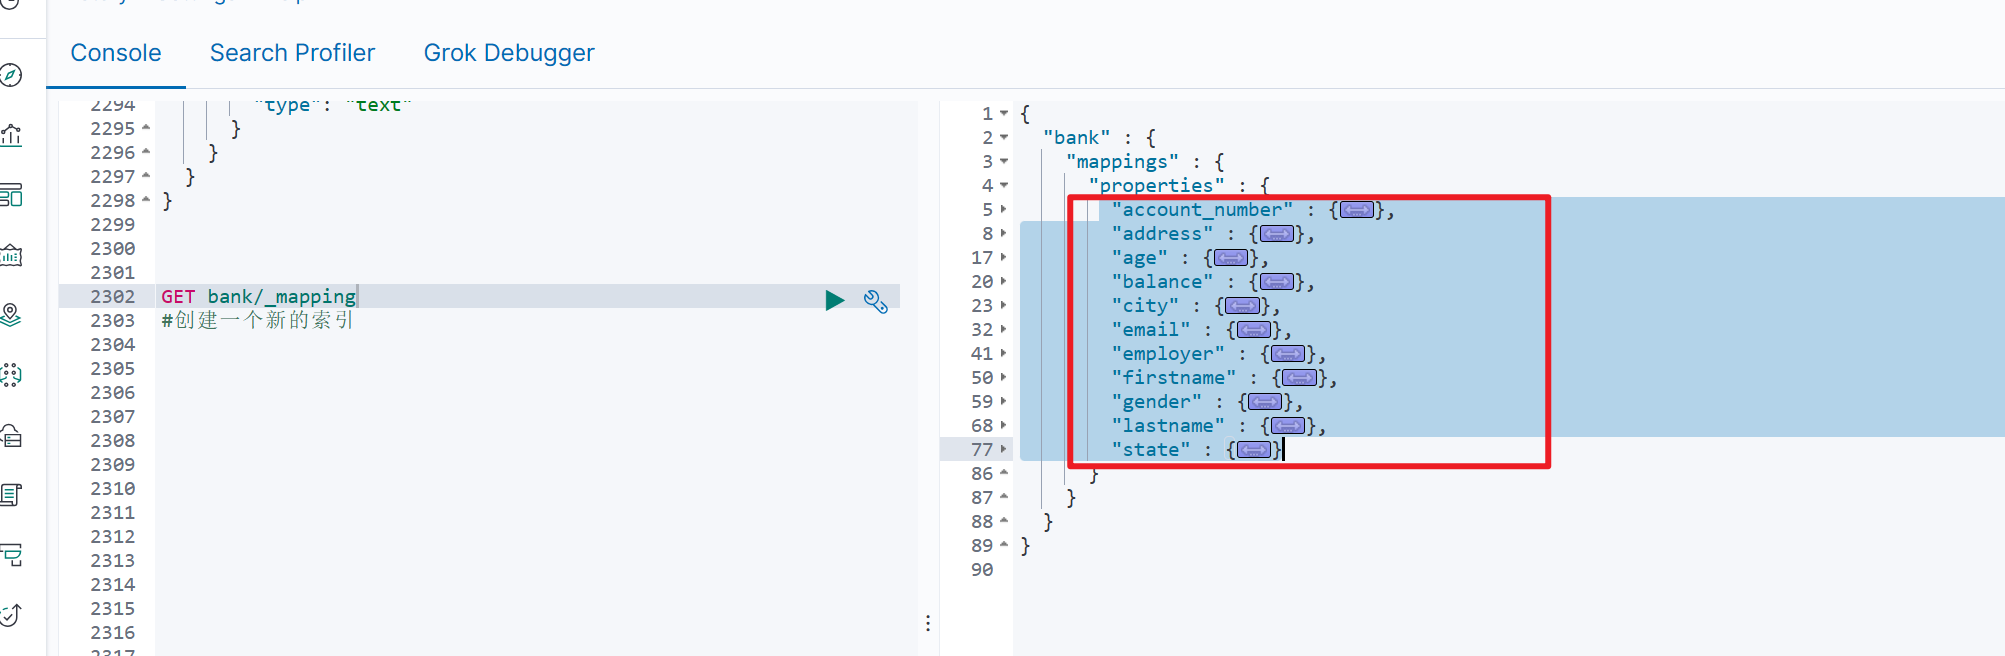 Console Search Profiler Grok Debugger
2294 "type": "text"
2295 }
2296 }
2297 }
2298 }
2299
2300
2301
2302 GET bank/_mapping
2303 #创建一个新的索引
2304
2305
2306
2307
2308
2309
2310
2311
2312
2313
2314
2315
2316
2317
1 {
2 "bank" : {
3 "mappings" : {
4 "properties" : {
5 "account_number" : {},
8 "address" : {},
17 "age" : {},
20 "balance" : {},
23 "city" : {},
32 "email" : {},
41 "employer" : {},
50 "firstname" : {},
59 "gender" : {},
68 "lastname" : {},
77 "state" : {}
86 }
87 }
88 }
89 }
90